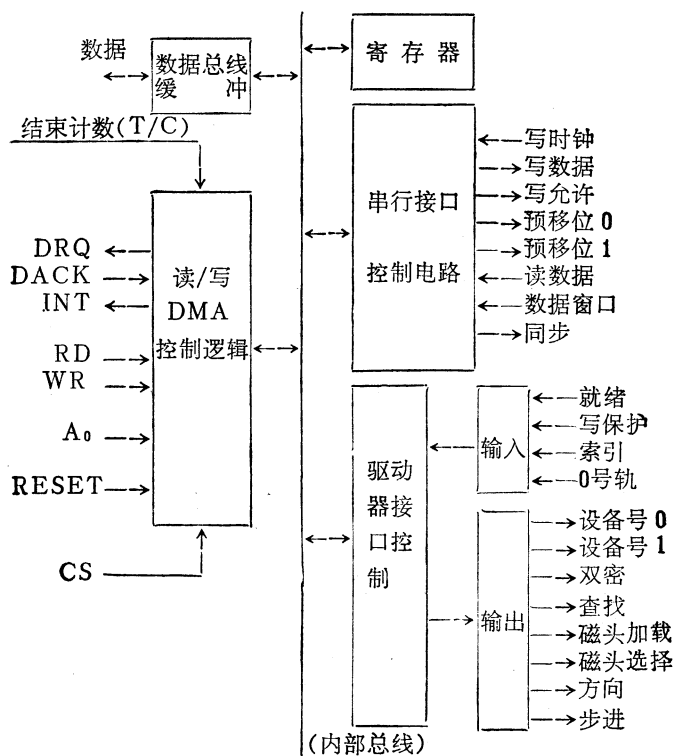 数据
数据总线
缓 冲
结束计数(T/C)
DRQ
DACK
INT
RD
WR
A₀
RESET
CS
读/写
DMA
控制逻辑
寄 存 器
串行接口
控制电路
写时钟
写数据
写允许
预移位 0
预移位 1
读数据
数据窗口
同步
驱动
器接
口控
制
输入
就绪
写保护
索引
0号轨
输出
设备号 0
设备号 1
双密
查找
磁头加载
磁头选择
方向
步进
(内部总线)